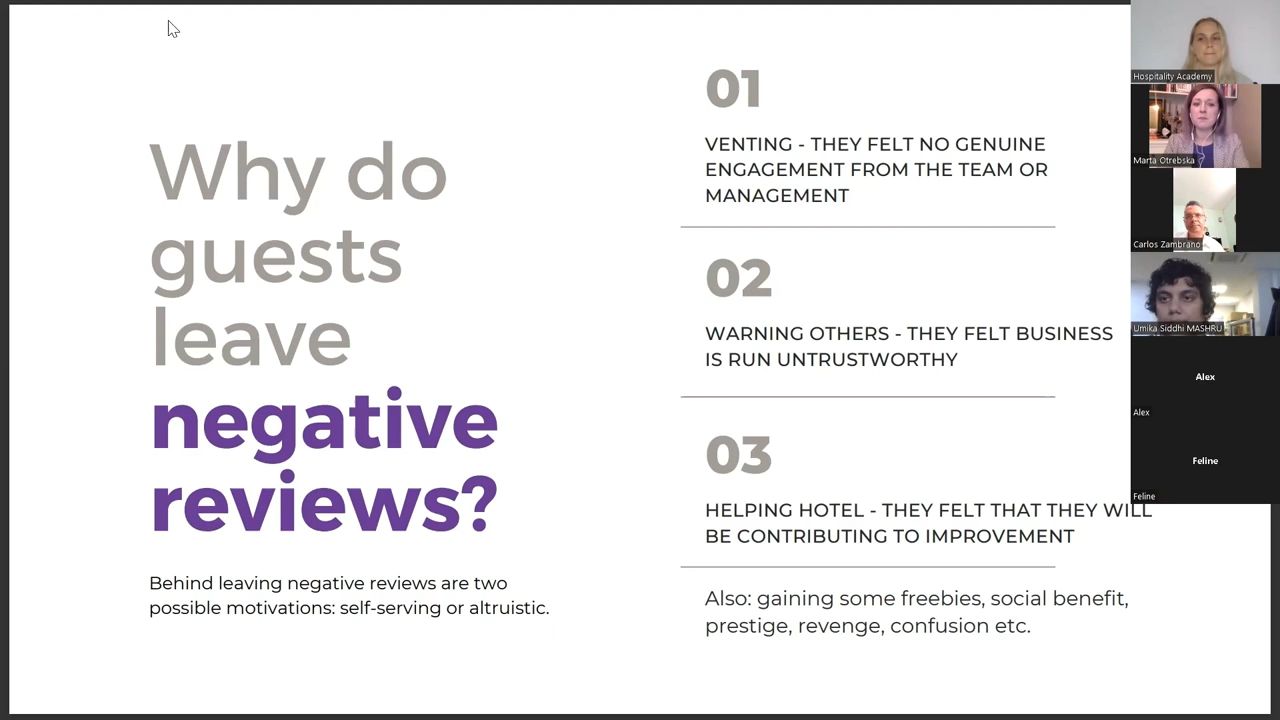 Why do
guests
leave
negative
reviews?
Behind leaving negative reviews are two
possible motivations: self-serving or altruistic.
01
VENTING - THEY FELT NO GENUINE
ENGAGEMENT FROM THE TEAM OR
MANAGEMENT
02
WARNING OTHERS - THEY FELT BUSINESS
IS RUN UNTRUSTWORTHY
03
HELPING HOTEL - THEY FELT THAT THEY WILL
BE CONTRIBUTING TO IMPROVEMENT
Also: gaining some freebies, social benefit,
prestige, revenge, confusion etc.
Hospitality Academy
Marta Otrebska
Carlos Zambrano
Umika Siddhi MASHRU
Alex
Alex
Feline
Feline